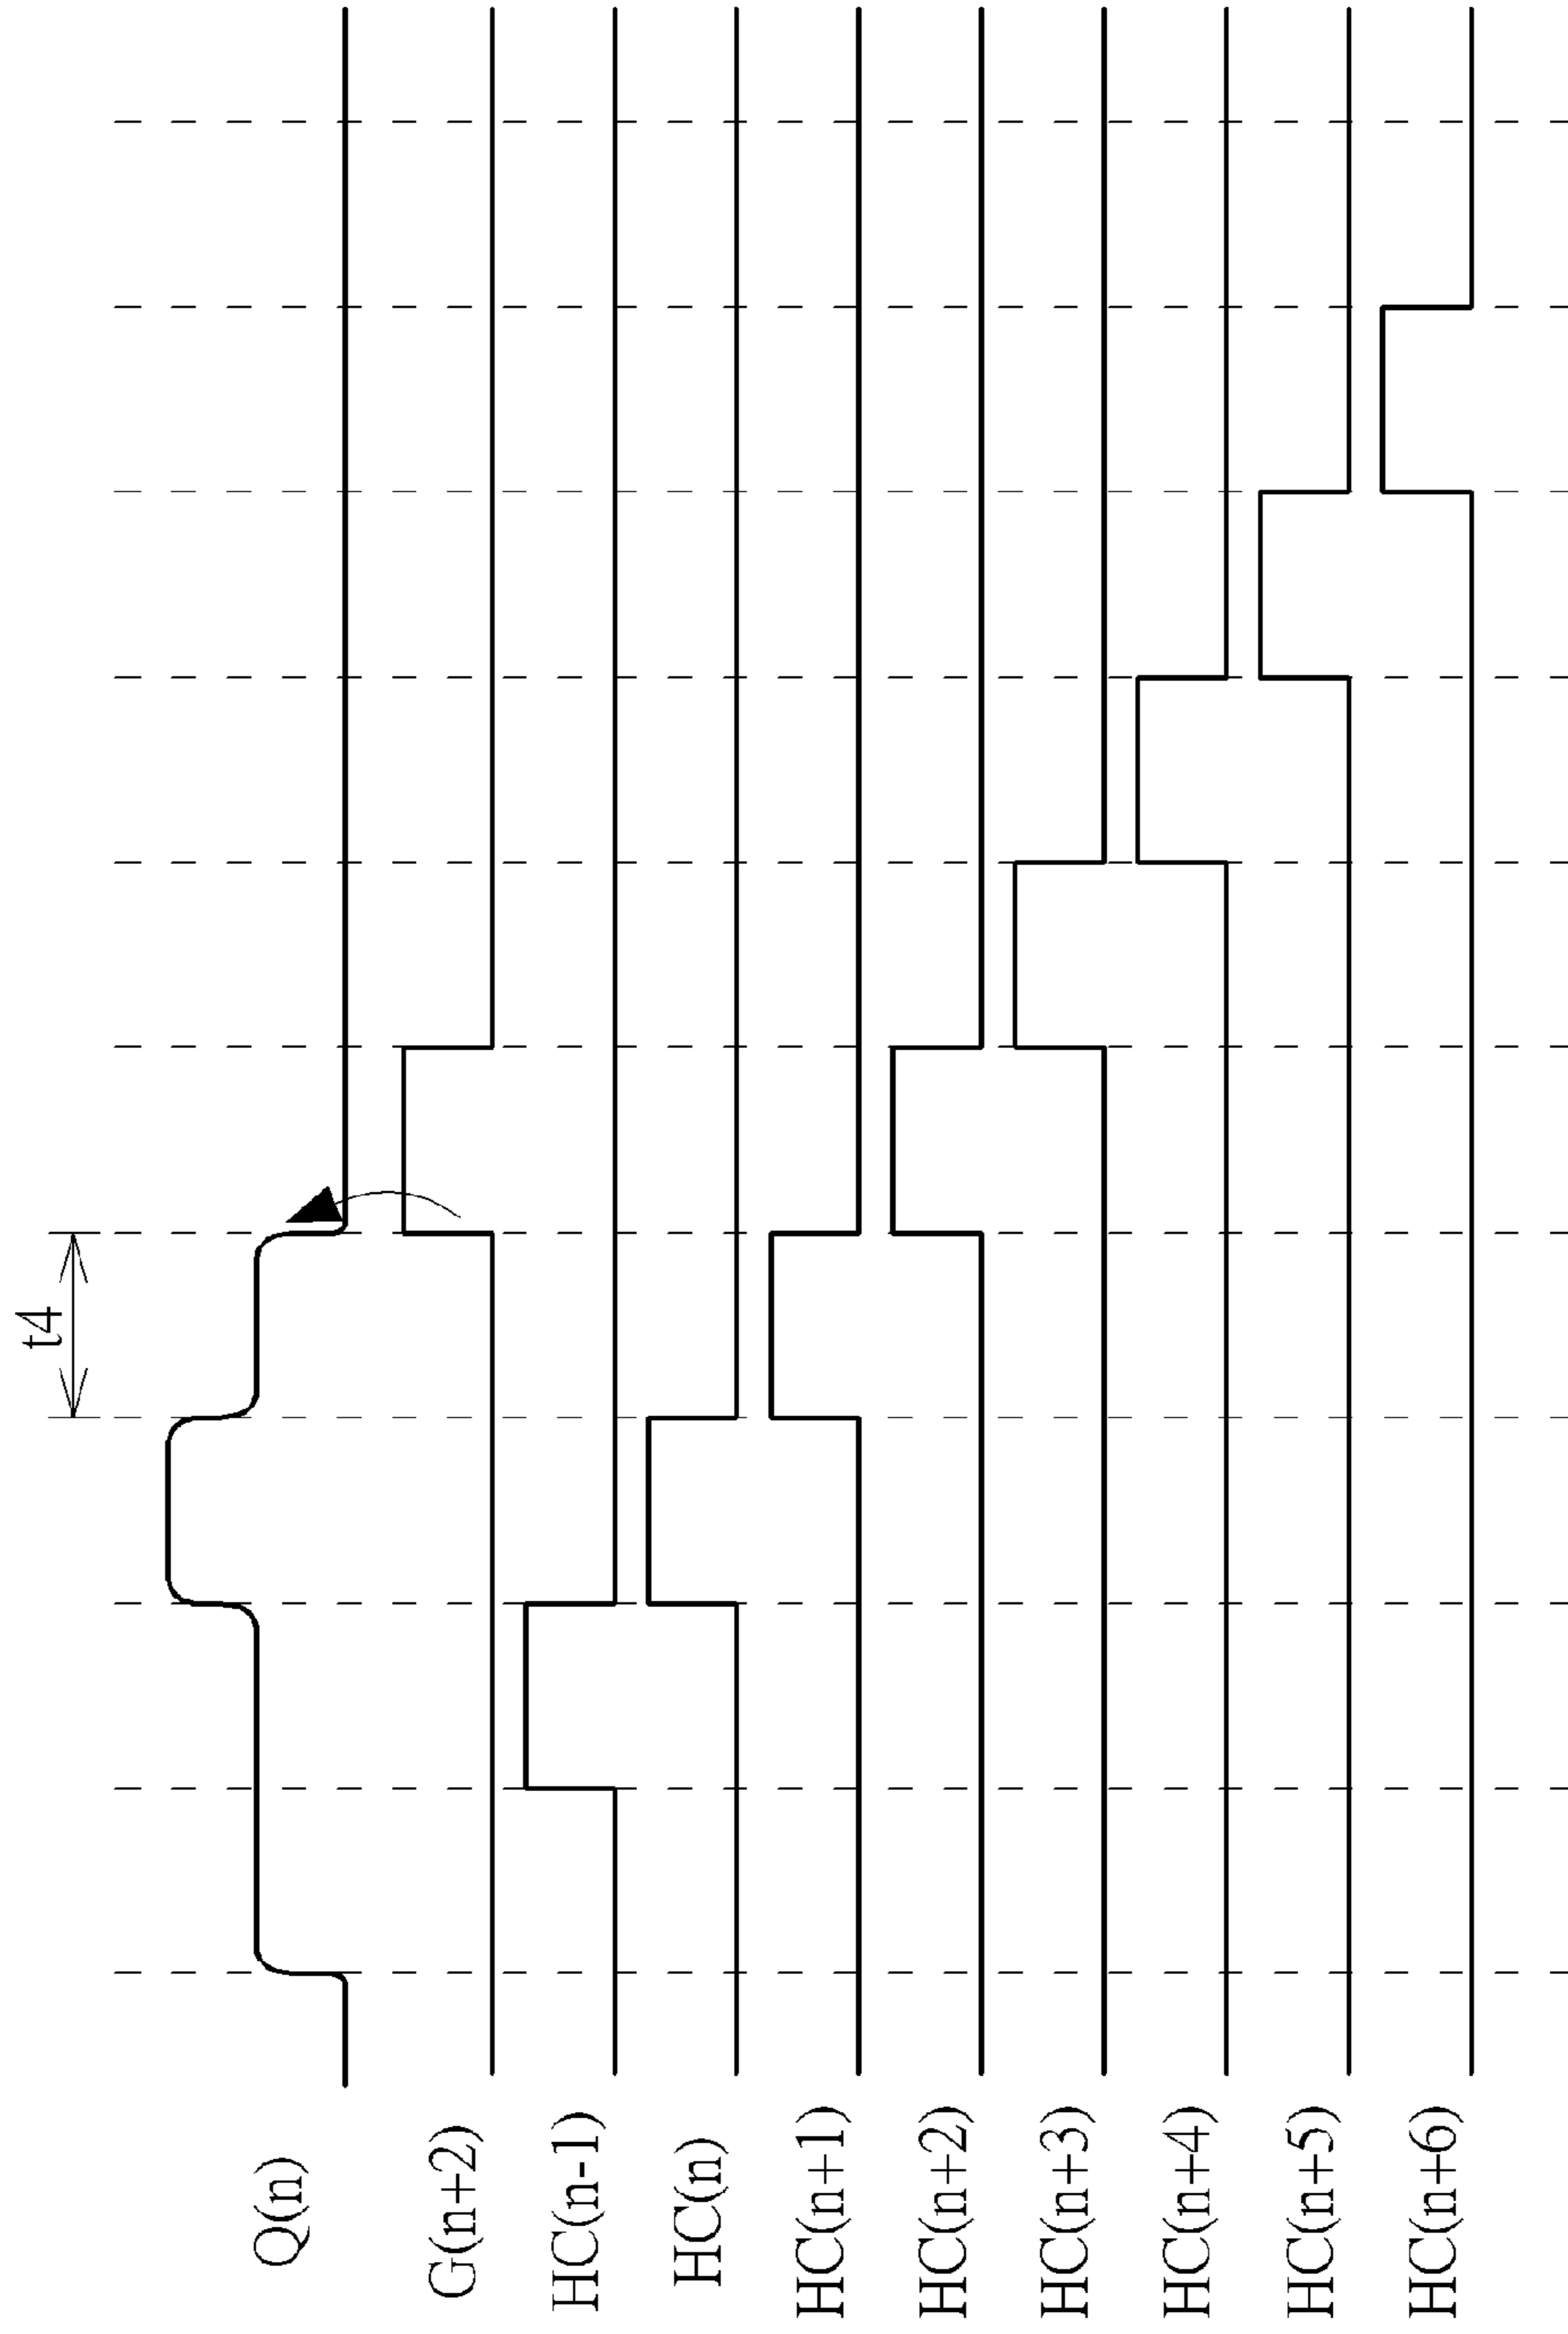 t4
Q(n)
G(n+2)
HC(n-1)
HC(n)
HC(n+1)
HC(n+2)
HC(n+3)
HC(n+4)
HC(n+5)
HC(n+6)